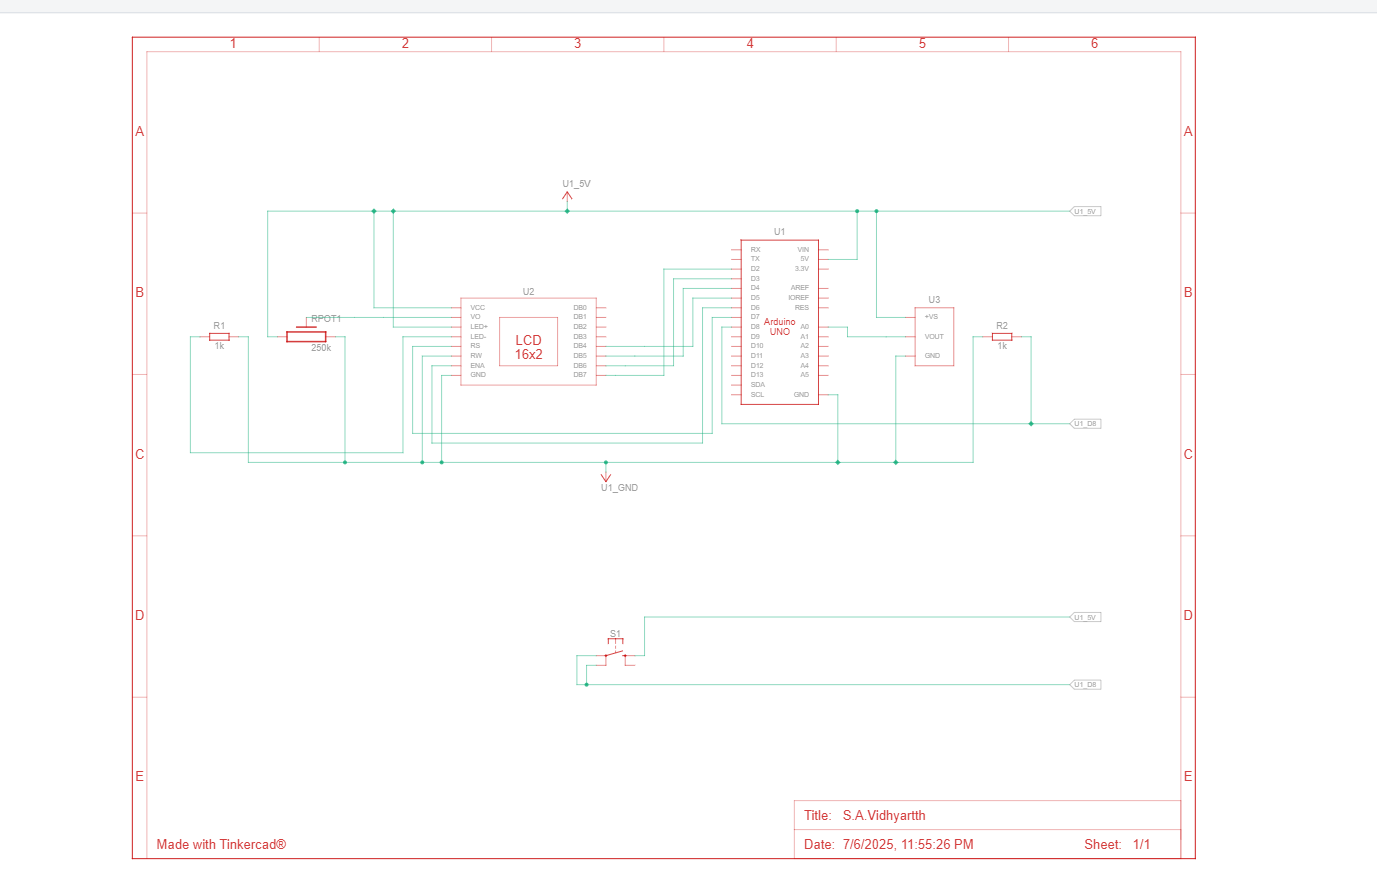 1 2 3 4 5 6
A A
U1_5V
U1_5V
U1
RX VIN
TX 5V
D2 3.3V
D3
D4 AREF
D5 IOREF
D6 RES
D7
D8 A0
D9 A1
D10 A2
D11 A3
D12 A4
D13 A5
SDA
SCL GND
Arduino
UNO
B B
U2
VCC DB0
VO DB1
LED+ DB2
LED- DB3
RS DB4
RW DB5
ENA DB6
GND DB7
LCD
16x2
U3
+VS
VOUT
GND
R1
1k
RPOT1
250k
R2
1k
U1_D8
C C
U1_GND
D D
U1_5V
S1
U1_D8
E E
Title: S.A.Vidhyartth
Made with Tinkercad®
Date: 7/6/2025, 11:55:26 PM Sheet: 1/1